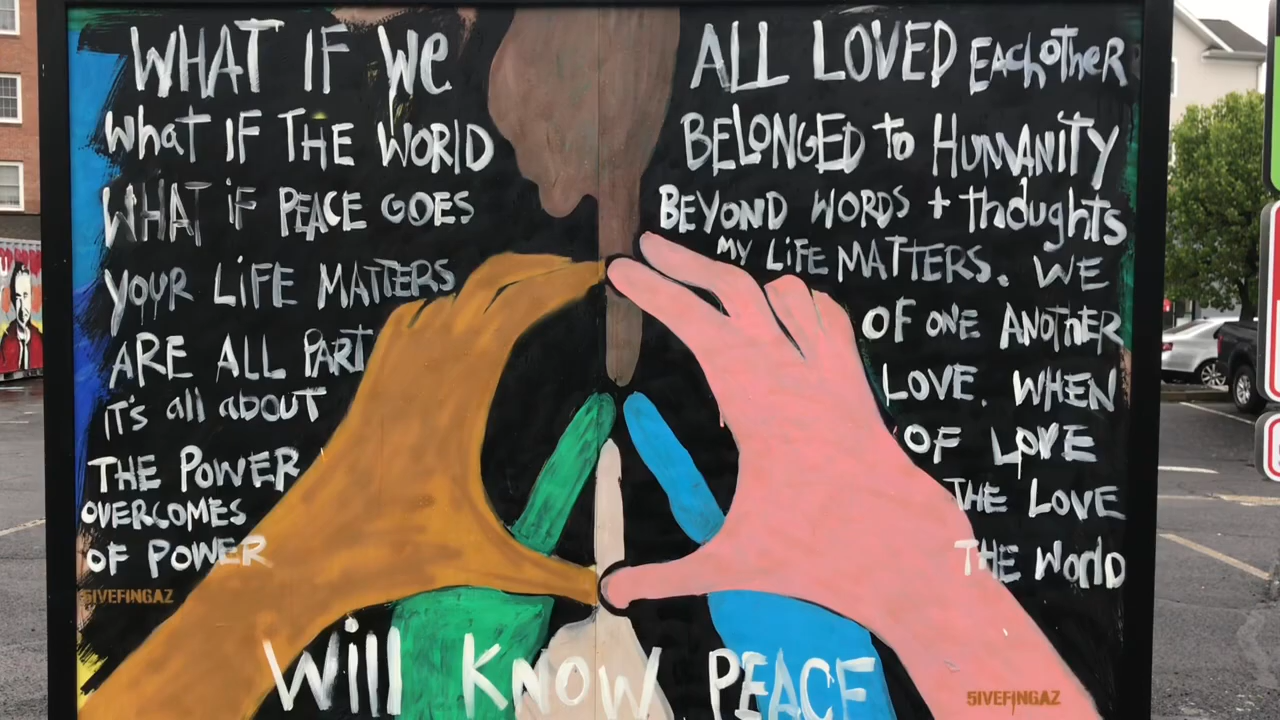 WHAT IF We ALL LOVED EACHOTHER
WhaT IF THE WORLD BELONGED to HUMANITY
WHAT iF PEACE GOES BEYOND WORDS + thoughts
YOUR LiFE MATTERS MY LiFE MATTERS. WE
ARE ALL PART OF ONE ANOTHER
iT'S all about LOVE. WHEN
THE POWER OF LOVE
OVERCOMES THE LOVE
OF POWER THE World
Will KNOW PEACE
5IVEFINGAZ
5IVEFINGAZ